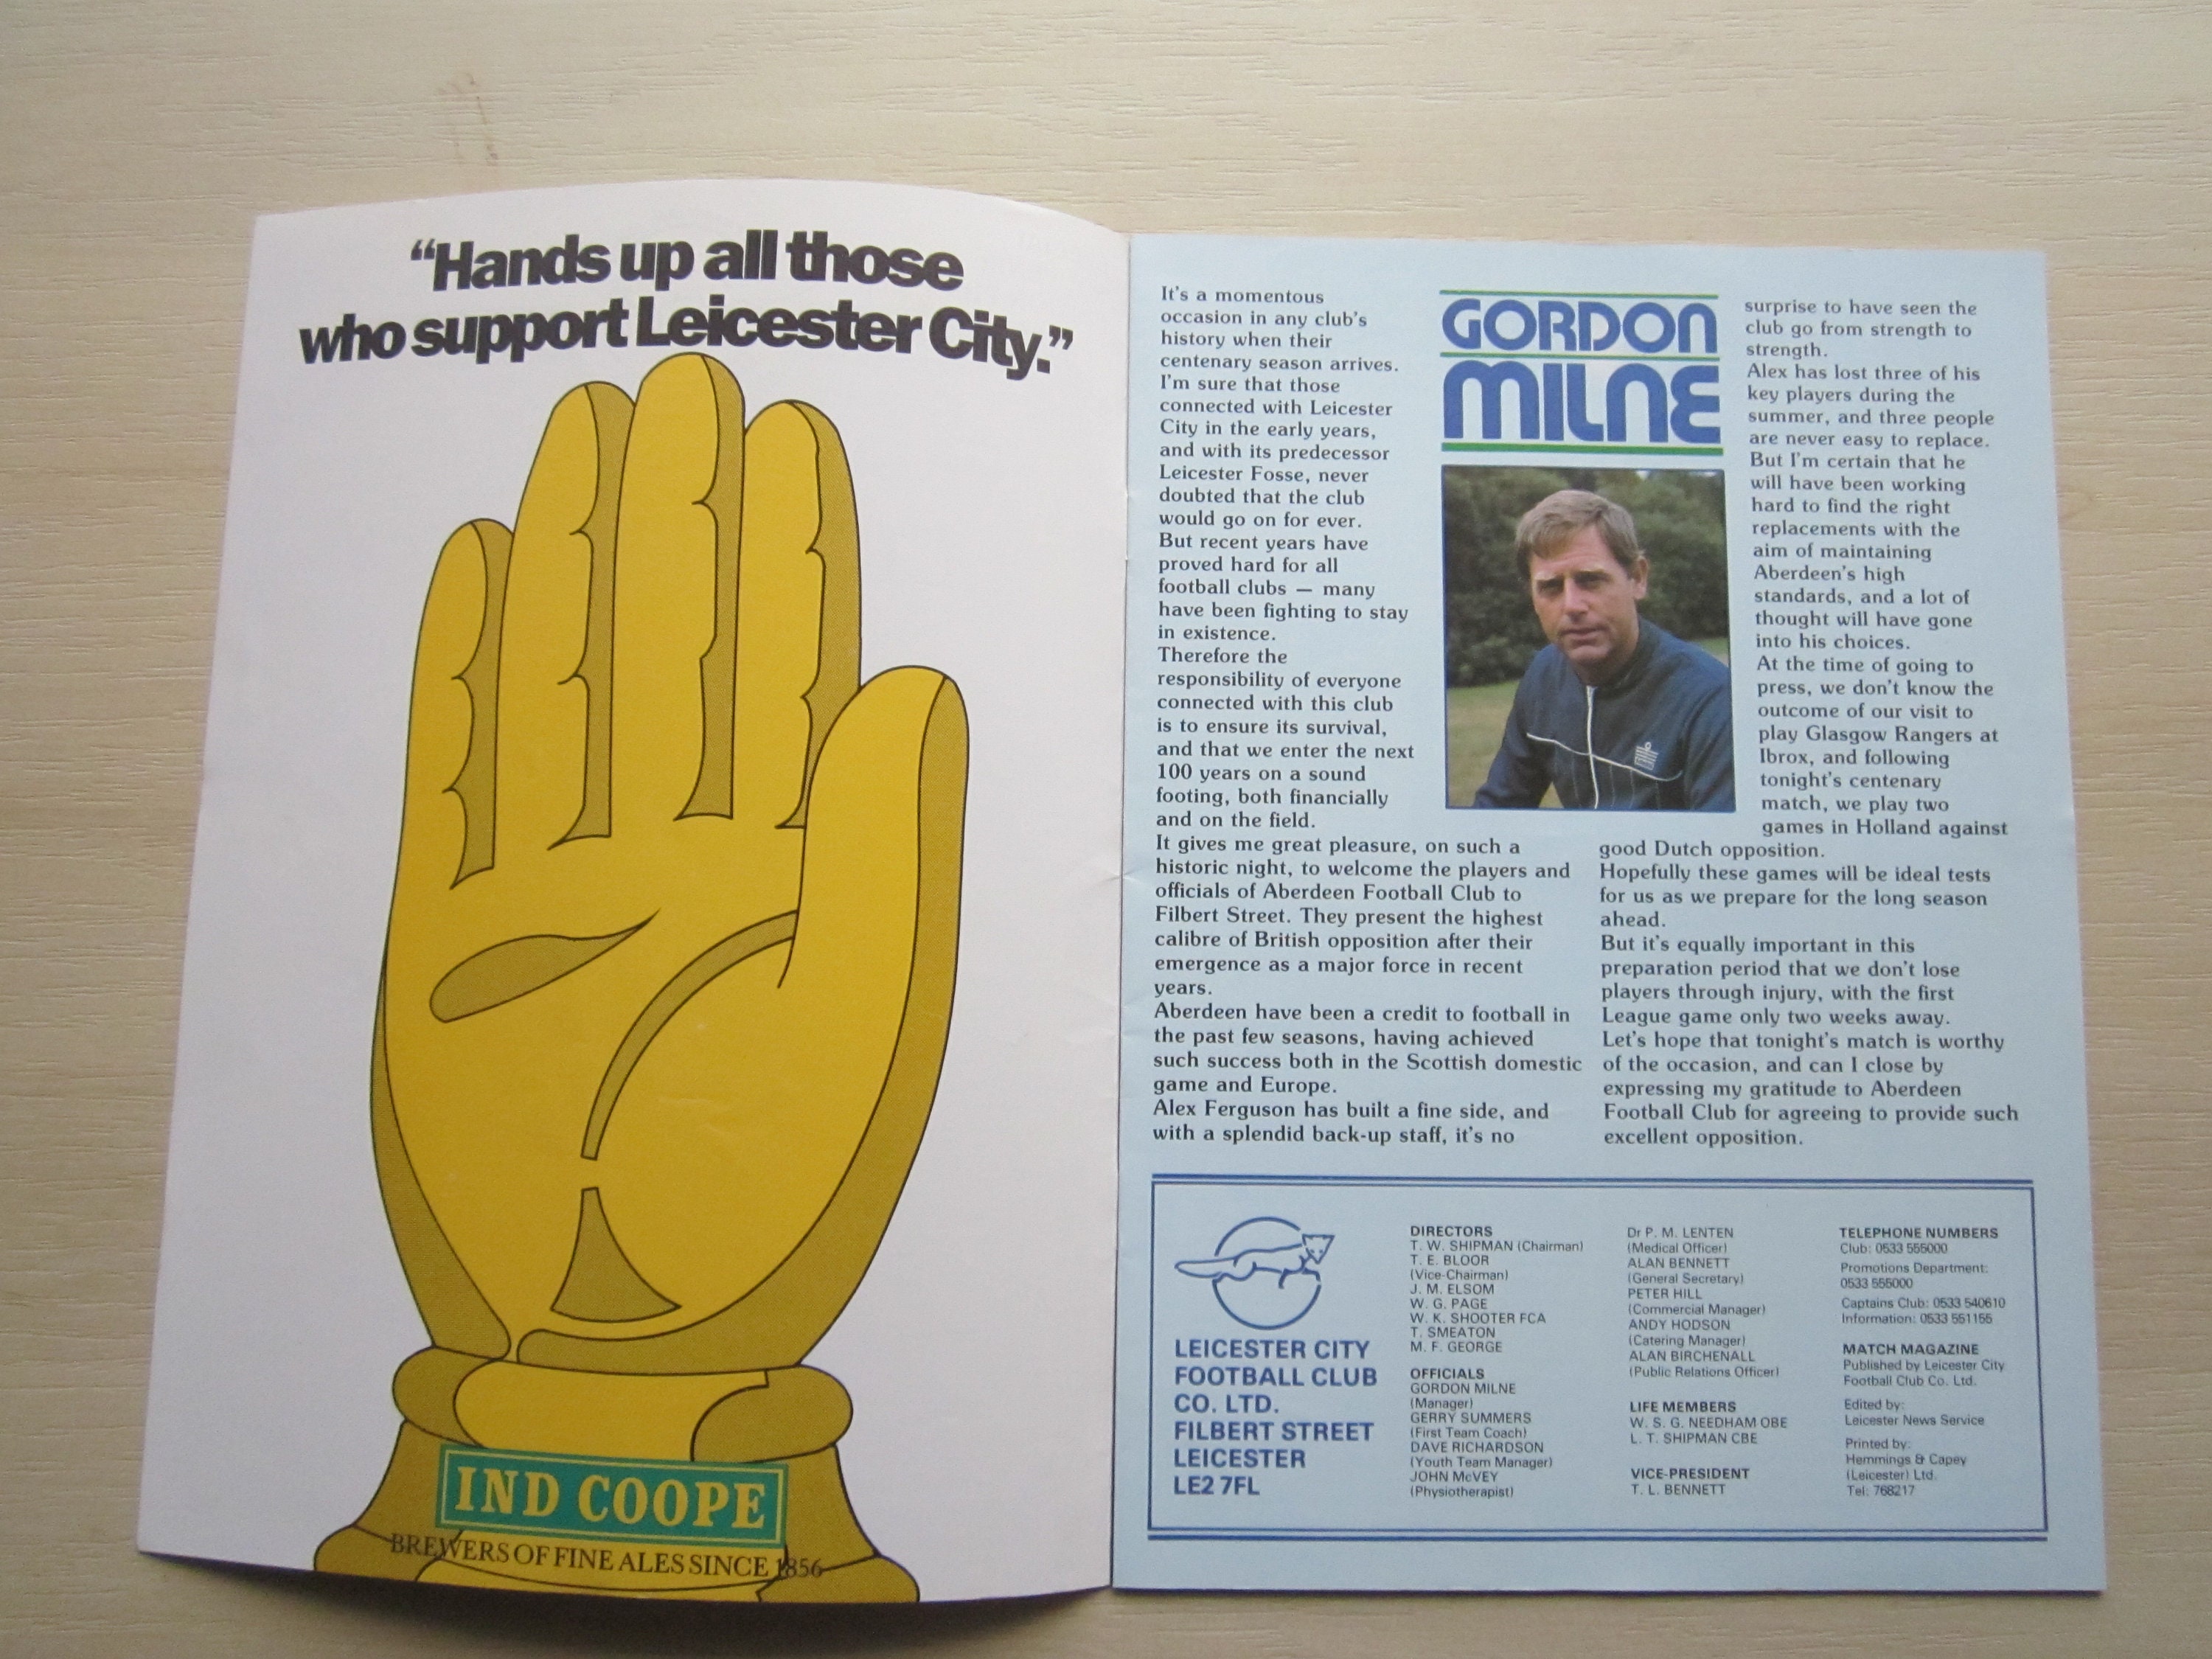 “Hands up all those
who support Leicester City.”
IND COOPE
BREWERS OF FINE ALES SINCE 1856
GORDON
MILNE
It's a momentous
occasion in any club's
history when their
centenary season arrives.
I'm sure that those
connected with Leicester
City in the early years,
and with its predecessor
Leicester Fosse, never
doubted that the club
would go on for ever.
But recent years have
proved hard for all
football clubs — many
have been fighting to stay
in existence.
Therefore the
responsibility of everyone
connected with this club
is to ensure its survival,
and that we enter the next
100 years on a sound
footing, both financially
and on the field.
It gives me great pleasure, on such a
historic night, to welcome the players and
officials of Aberdeen Football Club to
Filbert Street. They present the highest
calibre of British opposition after their
emergence as a major force in recent
years.
Aberdeen have been a credit to football in
the past few seasons, having achieved
such success both in the Scottish domestic
game and Europe.
Alex Ferguson has built a fine side, and
with a splendid back-up staff, it's no
surprise to have seen the
club go from strength to
strength.
Alex has lost three of his
key players during the
summer, and three people
are never easy to replace.
But I'm certain that he
will have been working
hard to find the right
replacements with the
aim of maintaining
Aberdeen's high
standards, and a lot of
thought will have gone
into his choices.
At the time of going to
press, we don't know the
outcome of our visit to
play Glasgow Rangers at
Ibrox, and following
tonight's centenary
match, we play two
games in Holland against
good Dutch opposition.
Hopefully these games will be ideal tests
for us as we prepare for the long season
ahead.
But it's equally important in this
preparation period that we don't lose
players through injury, with the first
League game only two weeks away.
Let's hope that tonight's match is worthy
of the occasion, and can I close by
expressing my gratitude to Aberdeen
Football Club for agreeing to provide such
excellent opposition.
LEICESTER CITY
FOOTBALL CLUB
CO. LTD.
FILBERT STREET
LEICESTER
LE2 7FL
DIRECTORS
T. W. SHIPMAN (Chairman)
T. E. BLOOR
(Vice-Chairman)
J. M. ELSOM
W. G. PAGE
W. K. SHOOTER FCA
T. SMEATON
M. F. GEORGE
OFFICIALS
GORDON MILNE
(Manager)
GERRY SUMMERS
(First Team Coach)
DAVE RICHARDSON
(Youth Team Manager)
JOHN McVEY
(Physiotherapist)
Dr P. M. LENTEN
(Medical Officer)
ALAN BENNETT
(General Secretary)
PETER HILL
(Commercial Manager)
ANDY HODSON
(Catering Manager)
ALAN BIRCHENALL
(Public Relations Officer)
LIFE MEMBERS
W. S. G. NEEDHAM OBE
L. T. SHIPMAN CBE
VICE-PRESIDENT
T. L. BENNETT
TELEPHONE NUMBERS
Club: 0533 555000
Promotions Department:
0533 555000
Captains Club: 0533 540610
Information: 0533 551155
MATCH MAGAZINE
Published by Leicester City
Football Club Co. Ltd.
Edited by:
Leicester News Service
Printed by:
Hemmings & Capey
(Leicester) Ltd.
Tel: 768217